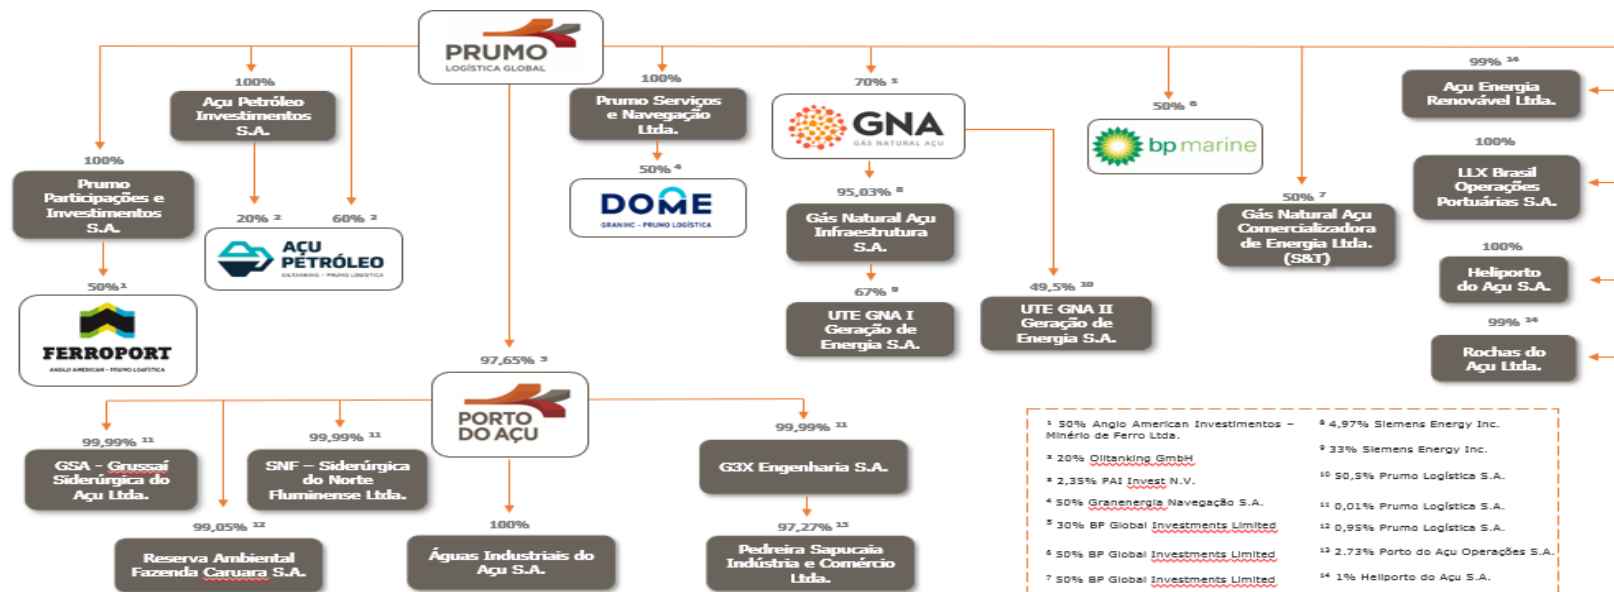 PRUMO
LOGÍSTICA GLOBAL
100%
Açu Petróleo
Investimentos
S.A.
100%
Prumo
Participações e
Investimentos
S.A.
50% ¹
FERROPORT
ANGLO AMERICAN - PRUMO LOGÍSTICA
20% ²
60% ²
AÇU
PETRÓLEO
OILTANKING - PRUMO LOGÍSTICA
100%
Prumo Serviços
e Navegação
Ltda.
50% ⁴
DOME
GRANIHC - PRUMO LOGÍSTICA
70% ⁵
GNA
GÁS NATURAL AÇU
95,03% ⁸
Gás Natural Açu
Infraestrutura
S.A.
67% ⁹
UTE GNA I
Geração de
Energia S.A.
49,5% ¹⁰
UTE GNA II
Geração de
Energia S.A.
50% ⁶
bp marine
50% ⁷
Gás Natural Açu
Comercializadora
de Energia Ltda.
(S&T)
99% ¹⁴
Açu Energia
Renovável Ltda.
100%
LLX Brasil
Operações
Portuárias S.A.
100%
Heliporto
do Açu S.A.
99% ¹⁴
Rochas do
Açu Ltda.
97,65% ³
PORTO
DO AÇU
99,99% ¹¹
GSA - Grussaí
Siderúrgica do
Açu Ltda.
99,99% ¹¹
SNF – Siderúrgica
do Norte
Fluminense Ltda.
99,99% ¹¹
G3X Engenharia S.A.
99,05% ¹²
Reserva Ambiental
Fazenda Caruara S.A.
100%
Águas Industriais do
Açu S.A.
97,27% ¹³
Pedreira Sapucaia
Indústria e Comércio
Ltda.
¹ 50% Anglo American Investimentos –
Minério de Ferro Ltda.
² 20% Oiltanking GmbH
³ 2,35% PAI Invest N.V.
⁴ 50% Granenergia Navegação S.A.
⁵ 30% BP Global Investments Limited
⁶ 50% BP Global Investments Limited
⁷ 50% BP Global Investments Limited
⁸ 4,97% Siemens Energy Inc.
⁹ 33% Siemens Energy Inc.
¹⁰ 50,5% Prumo Logística S.A.
¹¹ 0,01% Prumo Logística S.A.
¹² 0,95% Prumo Logística S.A.
¹³ 2.73% Porto do Açu Operações S.A.
¹⁴ 1% Heliporto do Açu S.A.